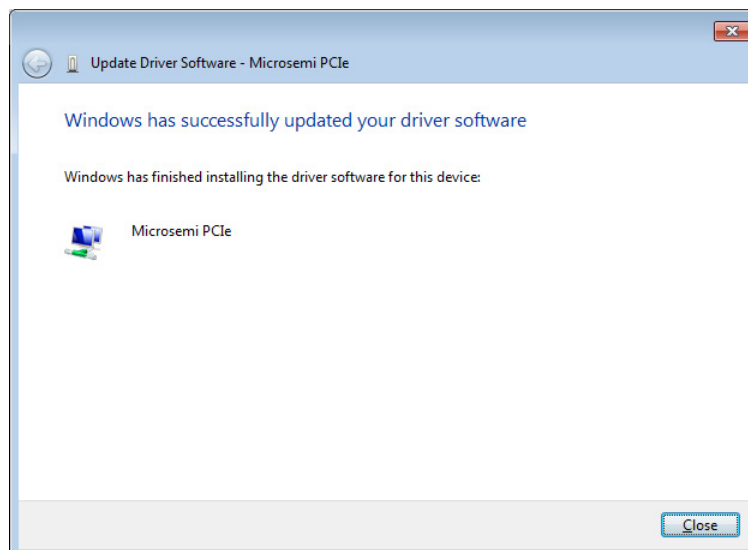 Update Driver Software - Microsemi PCIe
Windows has successfully updated your driver software
Windows has finished installing the driver software for this device:
Microsemi PCIe
Close